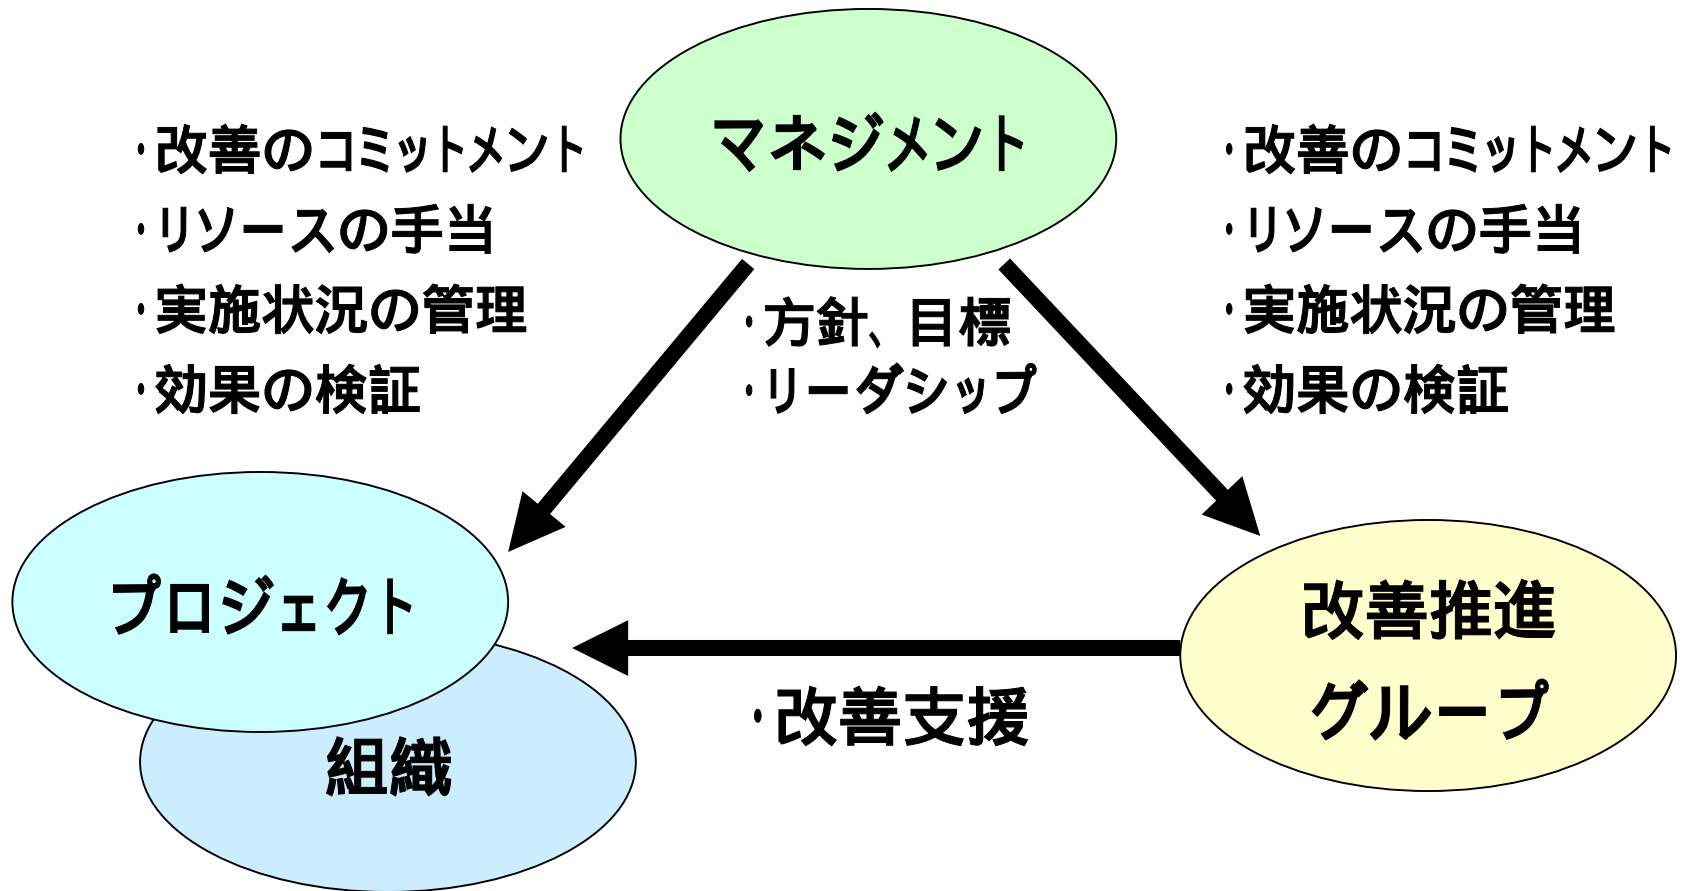 マネジメント
・改善のコミットメント
・リソースの手当
・実施状況の管理
・効果の検証
・方針、目標
・リーダシップ
・改善のコミットメント
・リソースの手当
・実施状況の管理
・効果の検証
プロジェクト
組織
・改善支援
改善推進
グループ